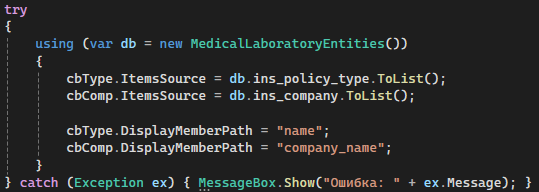 try
{
    using (var db = new MedicalLaboratoryEntities())
    {
        cbType.ItemsSource = db.ins_policy_type.ToList();
        cbComp.ItemsSource = db.ins_company.ToList();

        cbType.DisplayMemberPath = "name";
        cbComp.DisplayMemberPath = "company_name";
    }
} catch (Exception ex) { MessageBox.Show("Ошибка: " + ex.Message); }